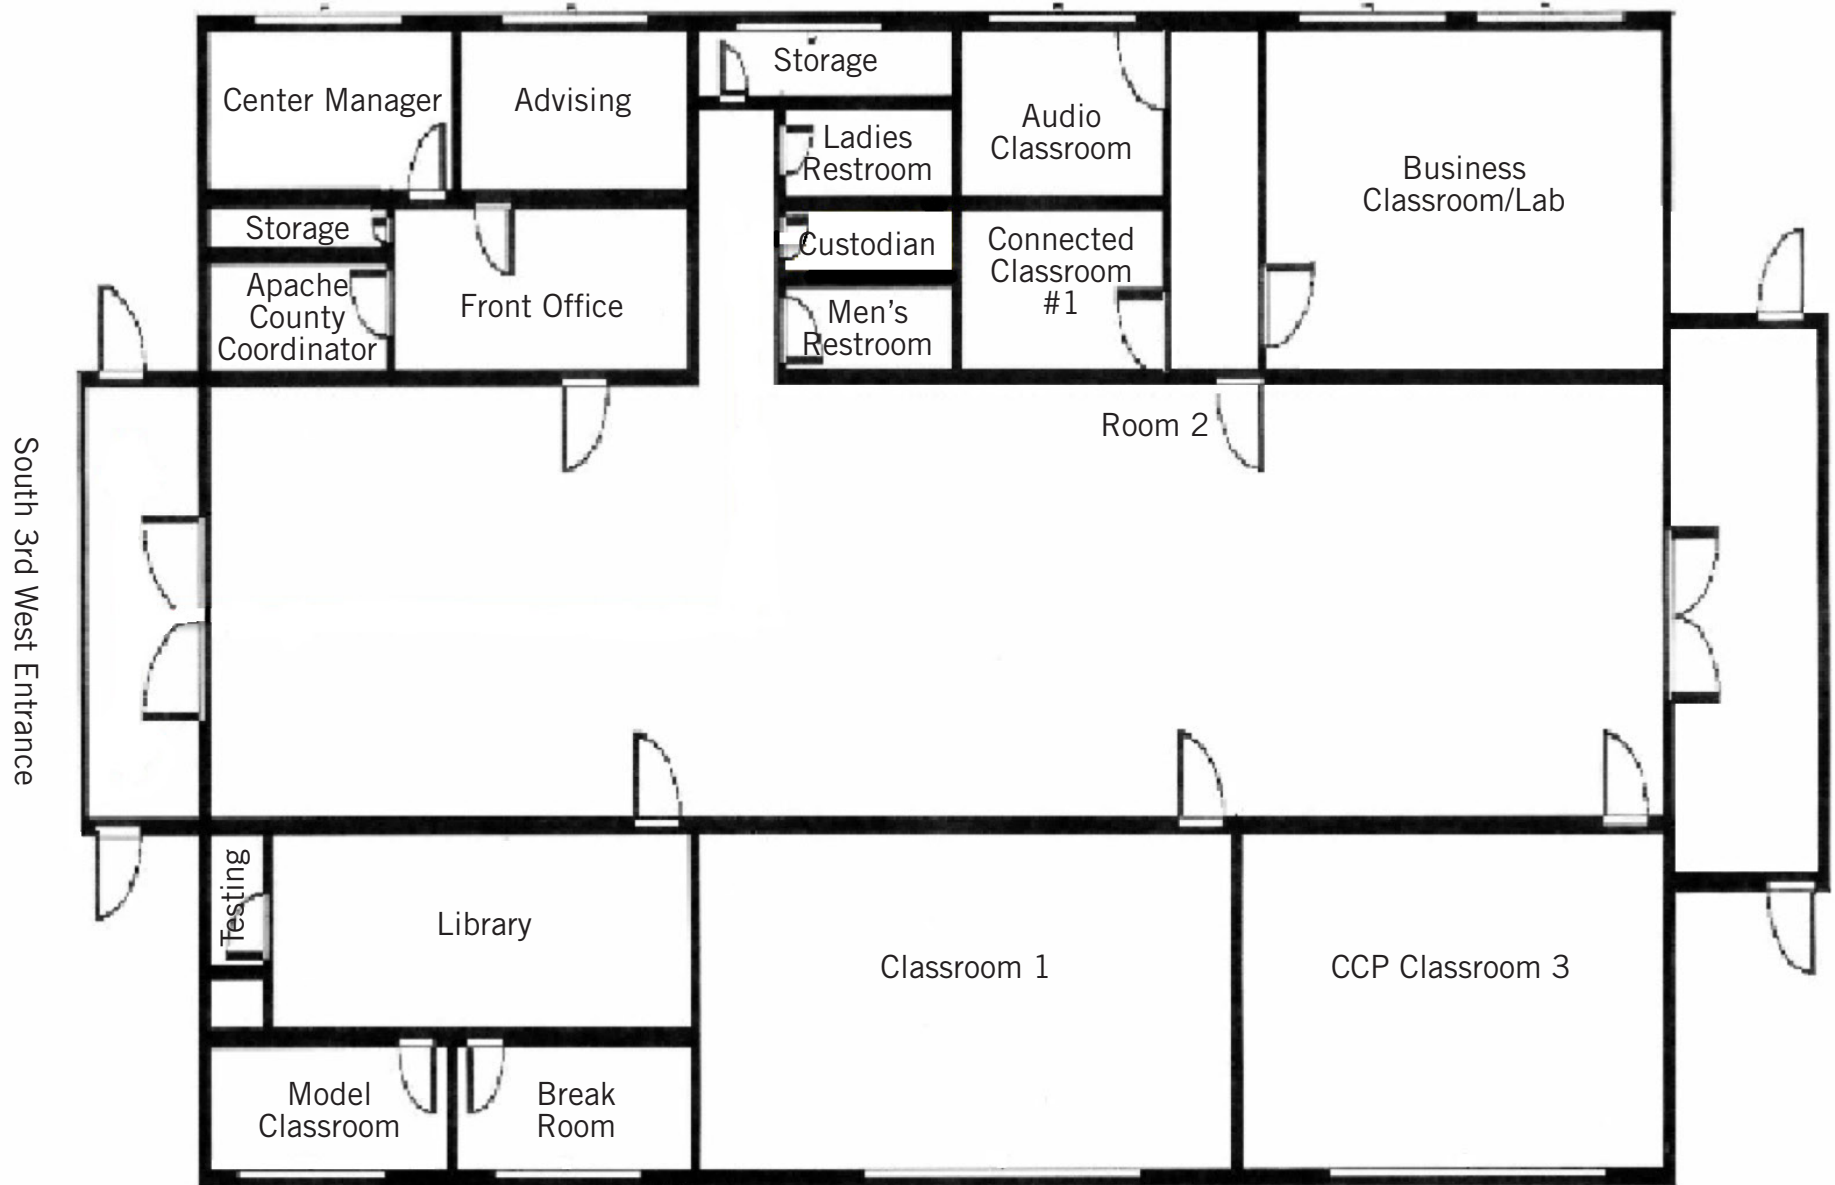 Center Manager
Advising
Storage
Ladies
Restroom
Audio
Classroom
Business
Classroom/Lab
Storage
Custodian
Connected
Classroom
#1
Apache
County
Coordinator
Front Office
Men’s
Restroom
Room 2
South 3rd West Entrance
Testing
Library
Classroom 1
CCP Classroom 3
Model
Classroom
Break
Room